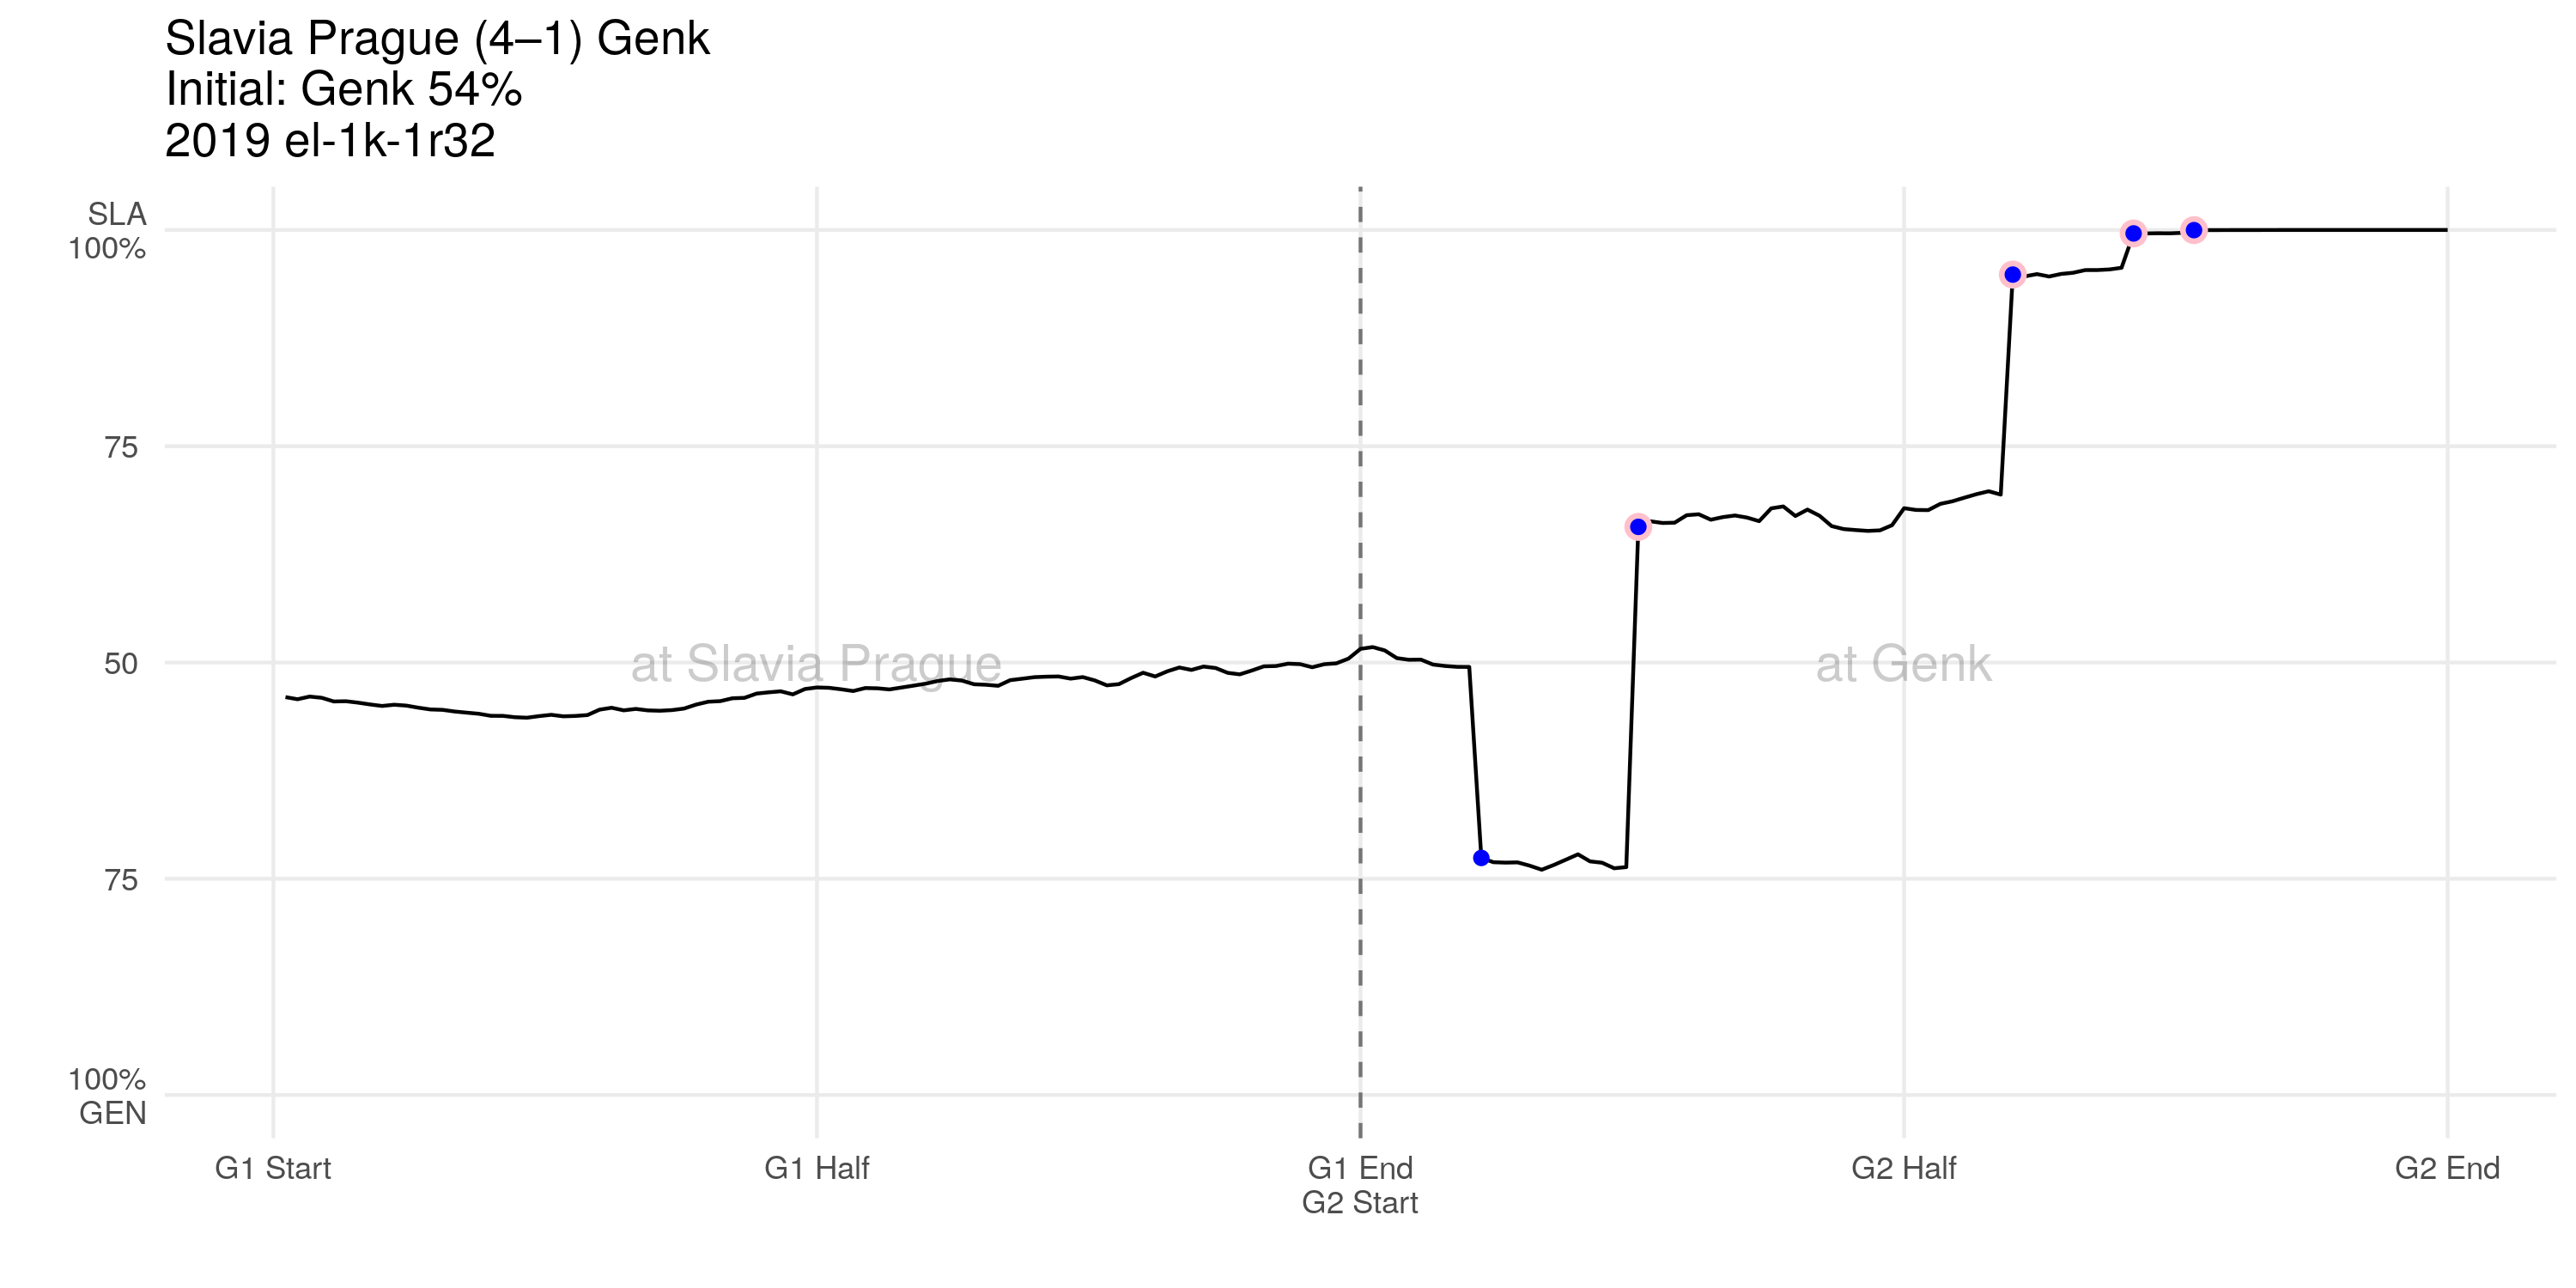 Slavia Prague (4–1) Genk
Initial: Genk 54%
2019 el-1k-1r32
SLA
100%
75
50
75
100%
GEN
at Slavia Prague
at Genk
G1 Start
G1 Half
G1 End
G2 Start
G2 Half
G2 End